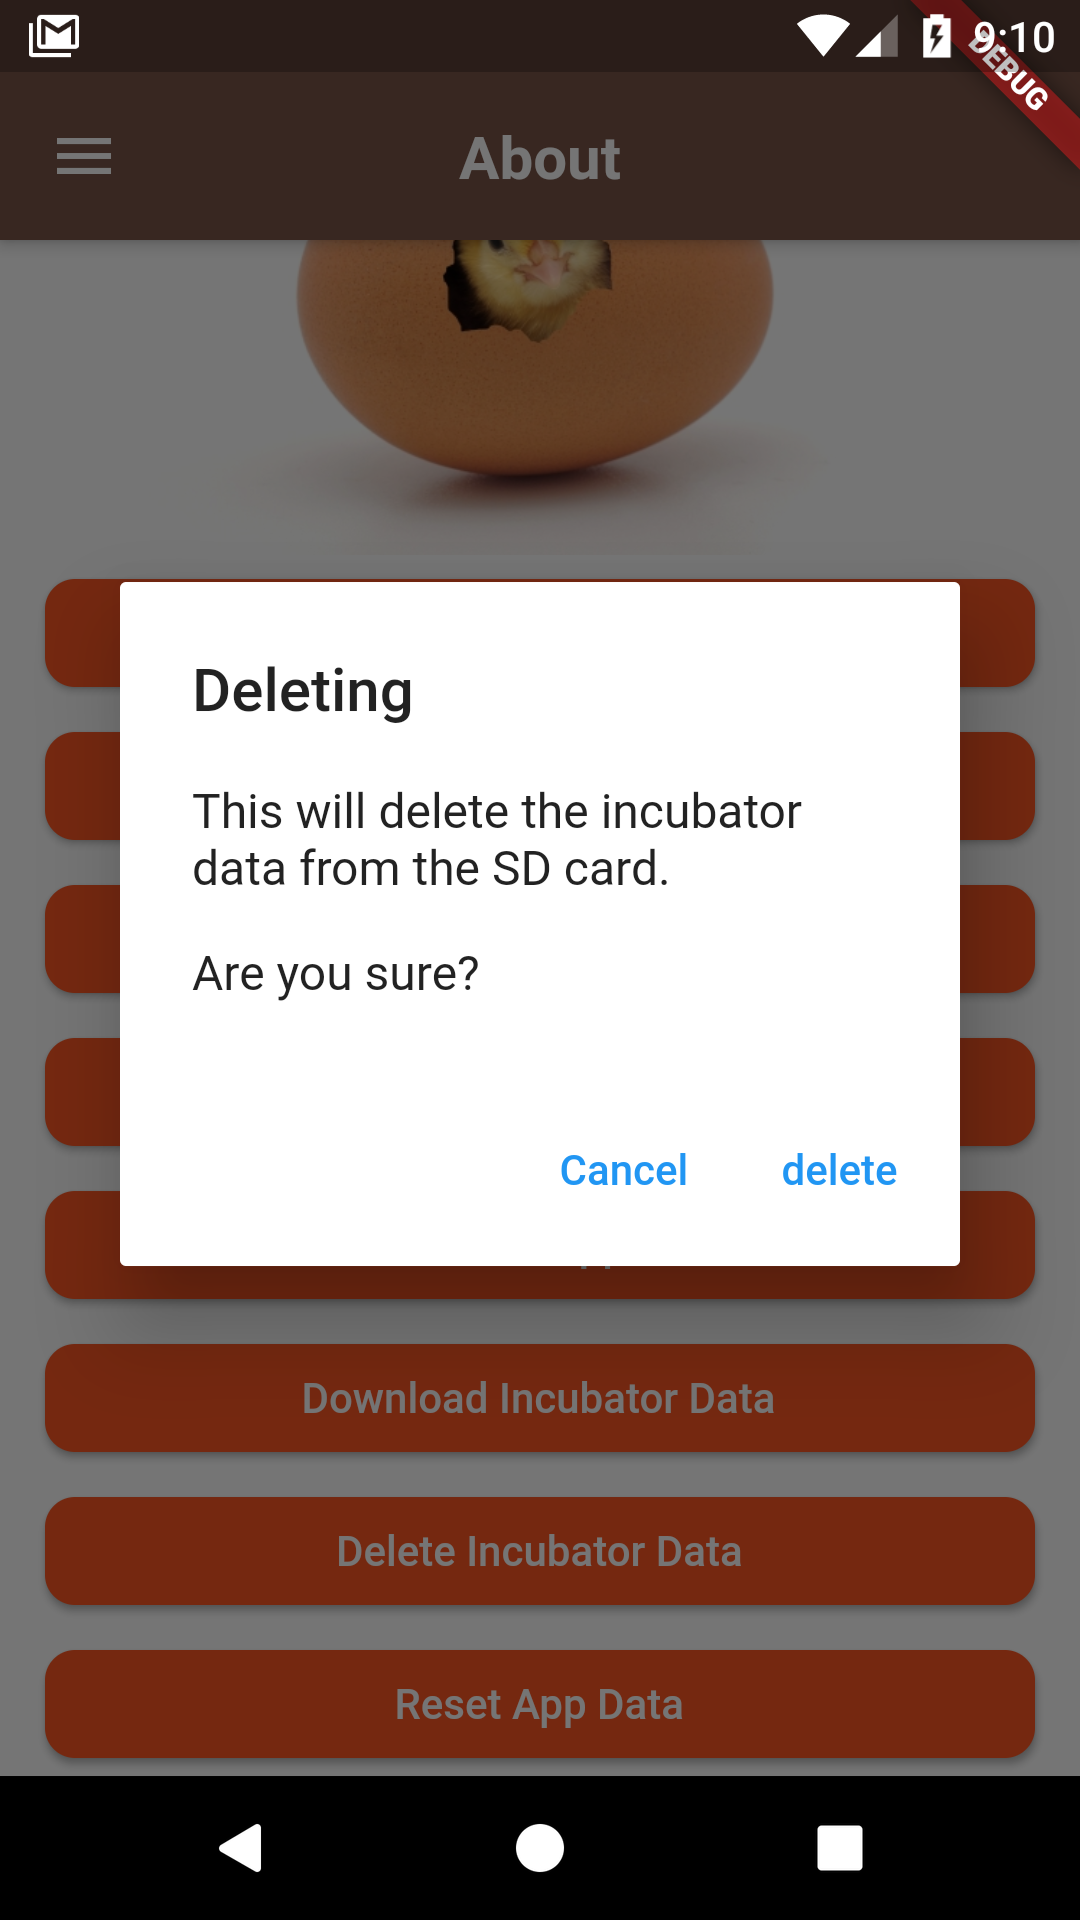 9:10
DEBUG
About
Deleting
This will delete the incubator
data from the SD card.
Are you sure?
Cancel delete
Download Incubator Data
Delete Incubator Data
Reset App Data